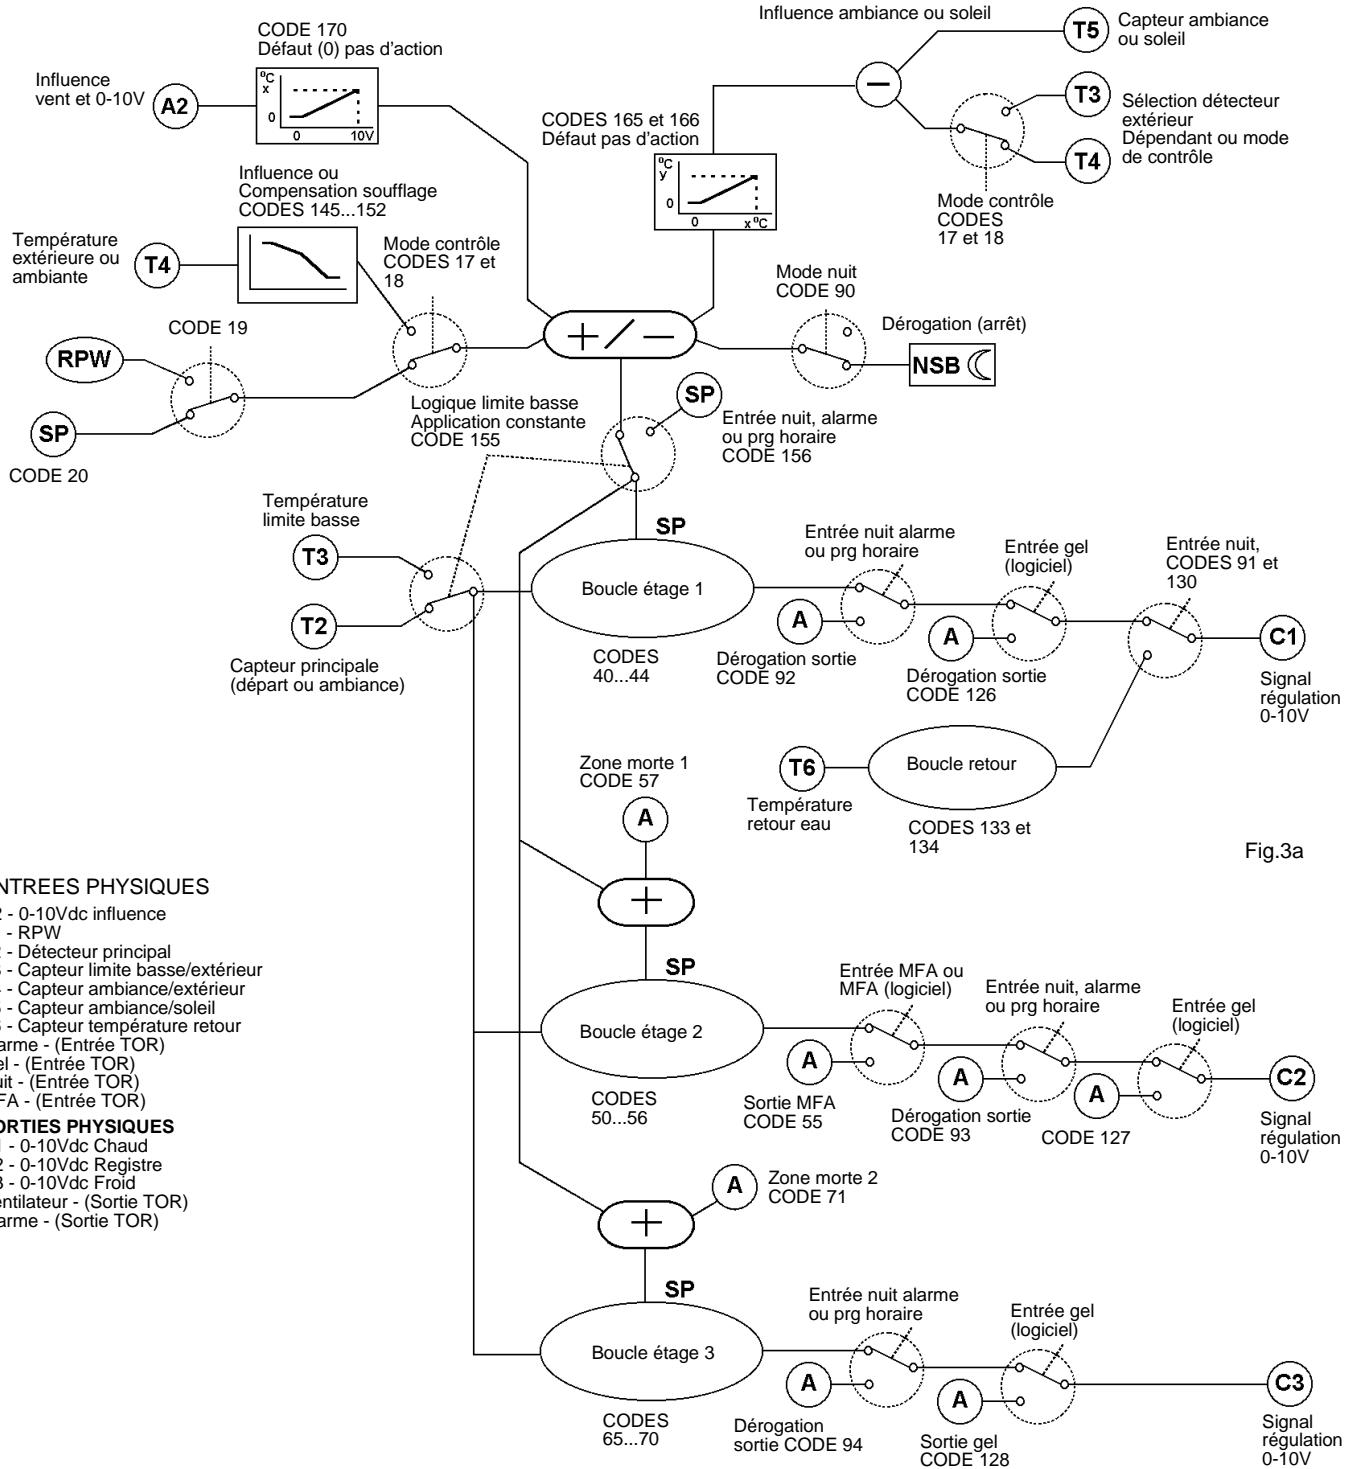 Influence ambiance ou soleil
T5
Capteur ambiance
ou soleil
CODE 170
Défaut (0) pas d'action
Influence
vent et 0-10V
A2
ºC
x
0
0
10V
CODES 165 et 166
Défaut pas d'action
ºC
y
0
0
x ºC
T3
T4
Sélection détecteur
extérieur
Dépendant ou mode
de contrôle
Mode contrôle
CODES
17 et 18
Influence ou
Compensation soufflage
CODES 145...152
Température
extérieure ou
ambiante
T4
Mode contrôle
CODES 17 et
18
Mode nuit
CODE 90
Dérogation (arrêt)
NSB
CODE 19
RPW
SP
CODE 20
+ / −
SP
Entrée nuit, alarme
ou prg horaire
CODE 156
Logique limite basse
Application constante
CODE 155
Température
limite basse
T3
T2
Capteur principale
(départ ou ambiance)
SP
Boucle étage 1
CODES
40...44
Entrée nuit alarme
ou prg horaire
A
Dérogation sortie
CODE 92
Entrée gel
(logiciel)
A
Dérogation sortie
CODE 126
Entrée nuit,
CODES 91 et
130
C1
Signal
régulation
0-10V
T6
Température
retour eau
Boucle retour
CODES 133 et
134
Fig.3a
Zone morte 1
CODE 57
A
+
SP
Boucle étage 2
CODES
50...56
Entrée MFA ou
MFA (logiciel)
A
Sortie MFA
CODE 55
Entrée nuit, alarme
ou prg horaire
A
Dérogation sortie
CODE 93
Entrée gel
(logiciel)
A
CODE 127
C2
Signal
régulation
0-10V
NTREES PHYSIQUES
2 - 0-10Vdc influence
- RPW
- Détecteur principal
- Capteur limite basse/extérieur
- Capteur ambiance/extérieur
- Capteur ambiance/soleil
- Capteur température retour
arme - (Entrée TOR)
el - (Entrée TOR)
uit - (Entrée TOR)
FA - (Entrée TOR)
ORTIES PHYSIQUES
1 - 0-10Vdc Chaud
2 - 0-10Vdc Registre
3 - 0-10Vdc Froid
entilateur - (Sortie TOR)
arme - (Sortie TOR)
A
Zone morte 2
CODE 71
+
SP
Boucle étage 3
CODES
65...70
Entrée nuit alarme
ou prg horaire
A
Dérogation
sortie CODE 94
Entrée gel
(logiciel)
A
Sortie gel
CODE 128
C3
Signal
régulation
0-10V